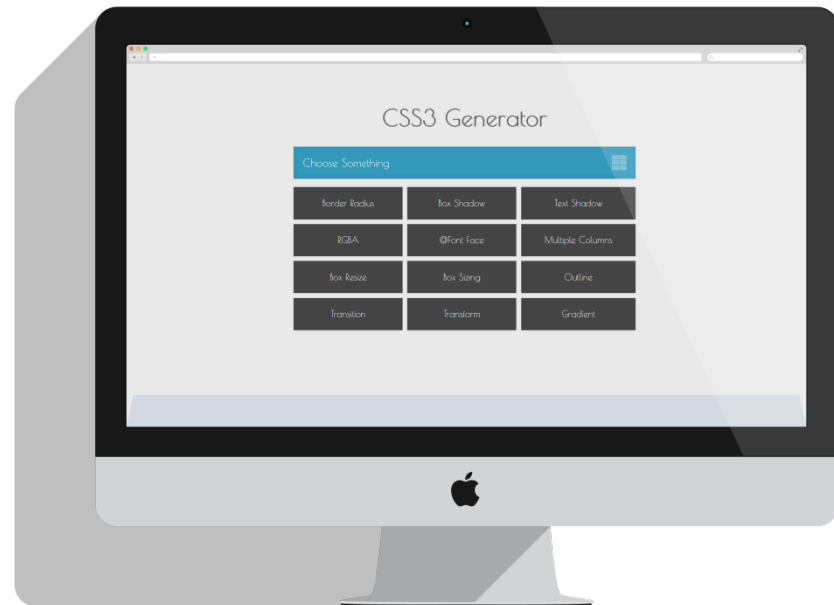 CSS3 Generator
Choose Something
Border Radius Box Shadow Text Shadow
RGBA @Font Face Multiple Columns
Box Resize Box Sizing Outline
Transition Transform Gradient